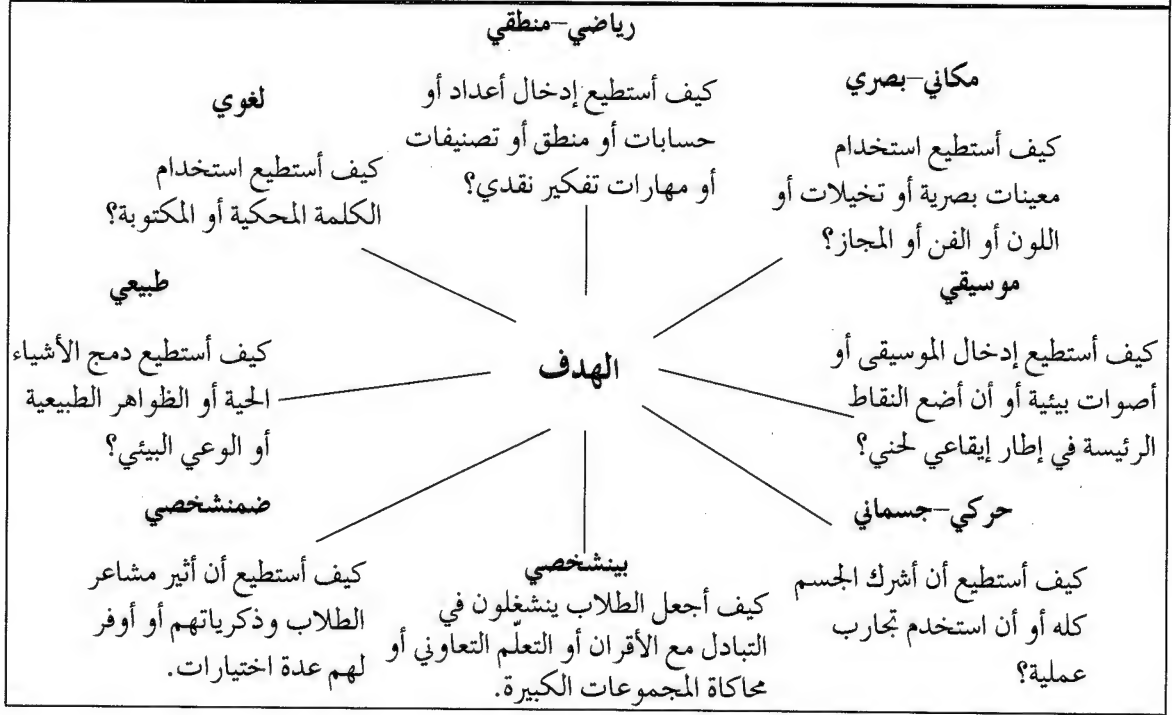 رياضي–منطقي
كيف أستطيع إدخال أعداد أو
حسابات أو منطق أو تصنيفات
أو مهارات تفكير نقدي؟
مكاني–بصري
كيف أستطيع استخدام
معينات بصرية أو تخيلات أو
اللون أو الفن أو المجاز؟
موسيقي
كيف أستطيع إدخال الموسيقى أو
أصوات بيئية أو أن أضع النقاط
الرئيسة في إطار إيقاعي لحني؟
حركي–جسماني
كيف أستطيع أن أشرك الجسم
كله أو أن استخدم تجارب
عملية؟
بينشخصي
كيف أجعل الطلاب ينشغلون في
التبادل مع الأقران أو التعلّم التعاوني أو
محاكاة المجموعات الكبيرة.
ضمنشخصي
كيف أستطيع أن أثير مشاعر
الطلاب وذكرياتهم أو أوفر
لهم عدة اختيارات.
طبيعي
كيف أستطيع دمج الأشياء
الحية أو الظواهر الطبيعية
أو الوعي البيئي؟
لغوي
كيف أستطيع استخدام
الكلمة المحكية أو المكتوبة؟
الهدف